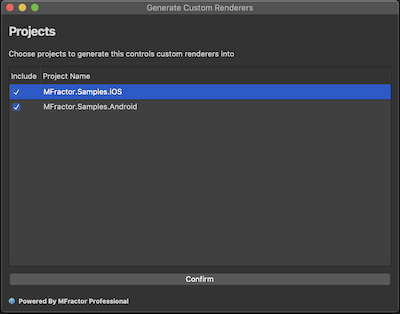 Generate Custom Renderers
Projects
Choose projects to generate this controls custom renderers into
Include Project Name
MFractor.Samples.iOS
MFractor.Samples.Android
Confirm
Powered By MFractor Professional